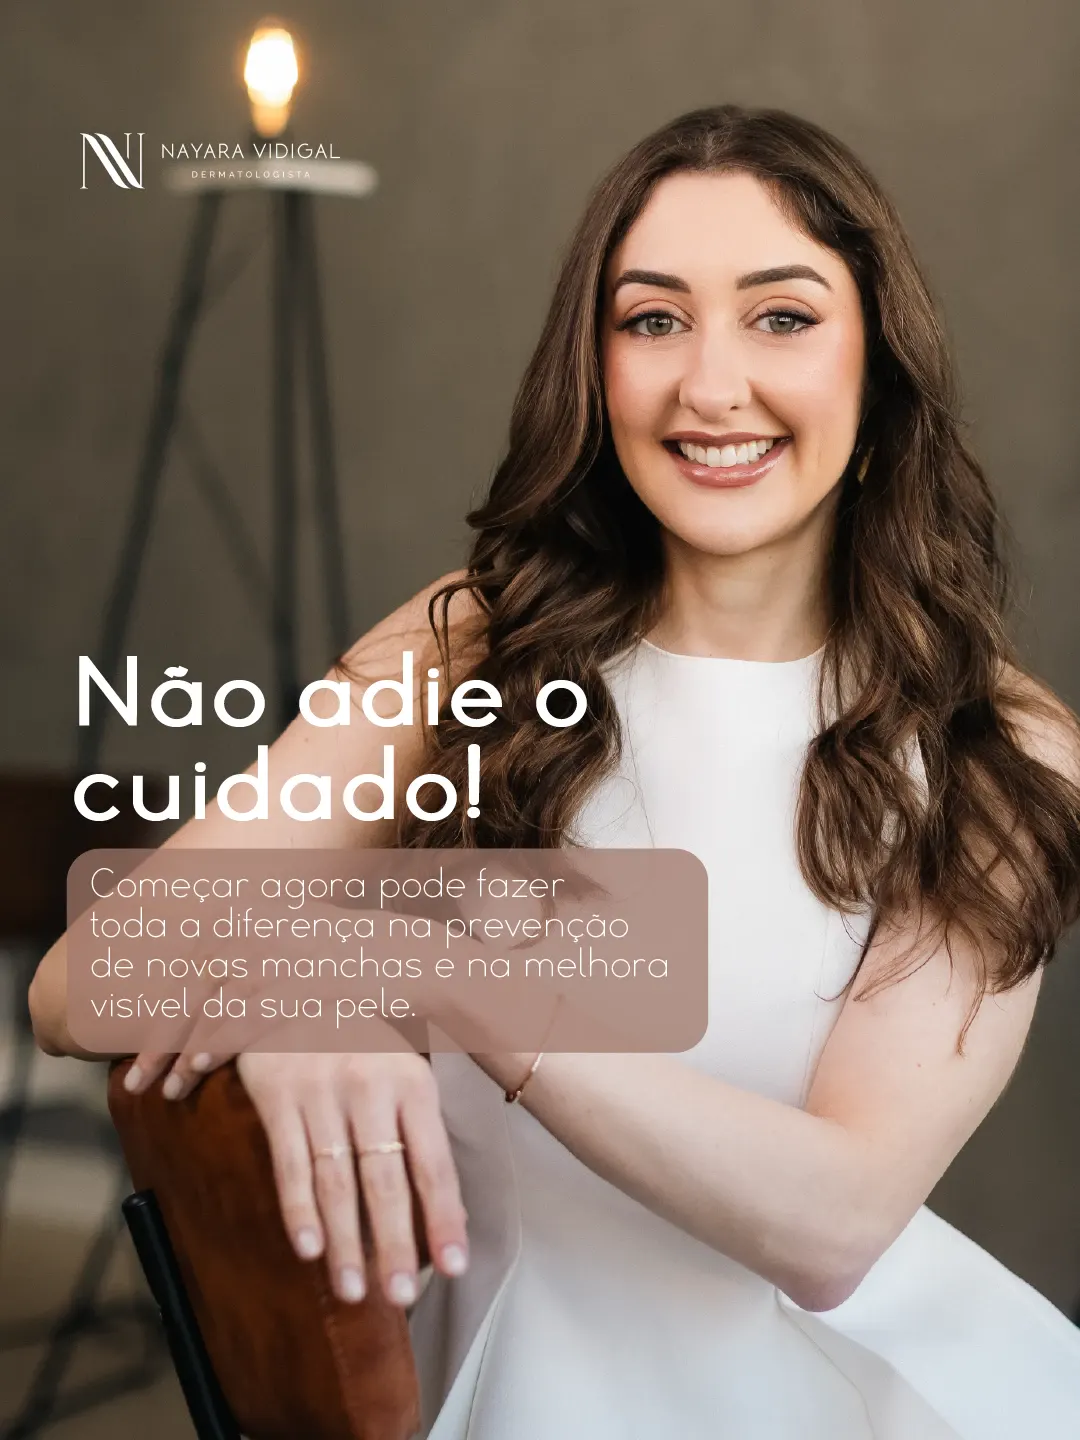 NAYARA VIDIGAL
DERMATOLOGISTA
Não adie o
cuidado!
Começar agora pode fazer
toda a diferença na prevenção
de novas manchas e na melhora
visível da sua pele.